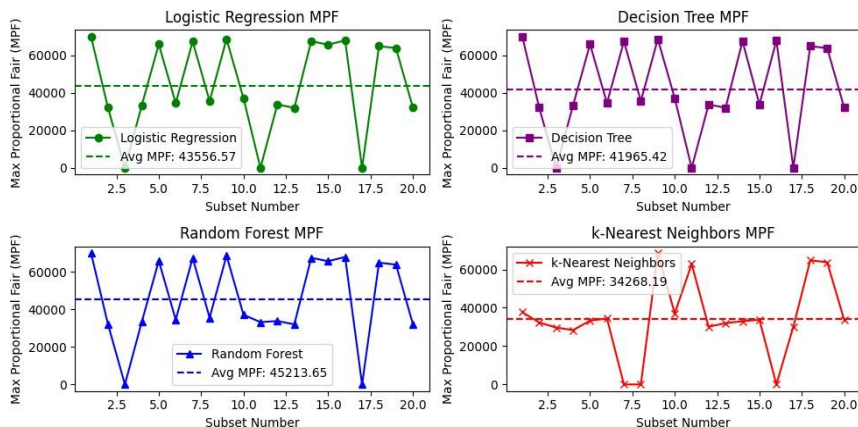 Logistic Regression MPF
Max Proportional Fair (MPF)
60000
40000
20000
0
Logistic Regression
Avg MPF: 43556.57
2.5 5.0 7.5 10.0 12.5 15.0 17.5 20.0
Subset Number
Decision Tree MPF
Max Proportional Fair (MPF)
60000
40000
20000
0
Decision Tree
Avg MPF: 41965.42
2.5 5.0 7.5 10.0 12.5 15.0 17.5 20.0
Subset Number
Random Forest MPF
Max Proportional Fair (MPF)
60000
40000
20000
0
Random Forest
Avg MPF: 45213.65
2.5 5.0 7.5 10.0 12.5 15.0 17.5 20.0
Subset Number
k-Nearest Neighbors MPF
Max Proportional Fair (MPF)
60000
40000
20000
0
k-Nearest Neighbors
Avg MPF: 34268.19
2.5 5.0 7.5 10.0 12.5 15.0 17.5 20.0
Subset Number